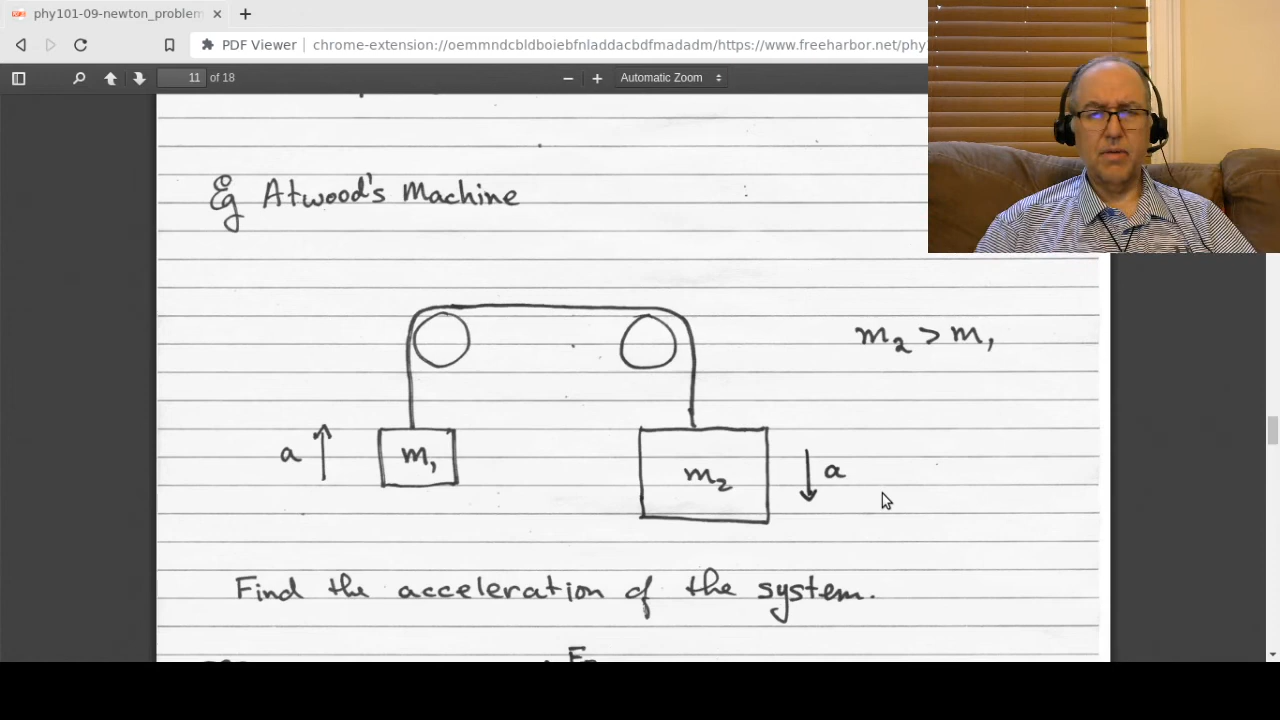 phy101-09-newton_problem
PDF Viewer
chrome-extension://oemmndcbldboiebfnladdacbdfmadadm/https://www.freeharbor.net/phy
11 of 18
Automatic Zoom
Eg Atwood's Machine
m₂ > m₁
a
m₁
m₂
a
Find the acceleration of the system.